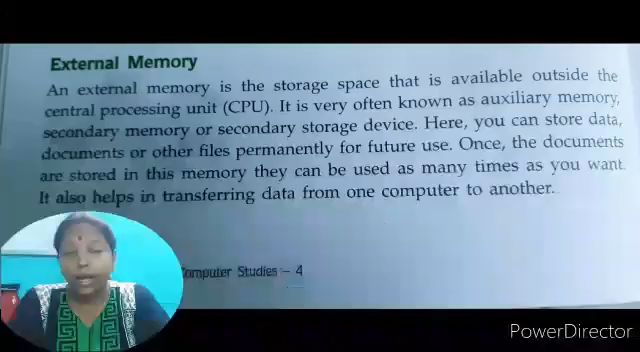 External Memory
An external memory is the storage space that is available outside the
central processing unit (CPU). It is very often known as auxiliary memory,
secondary memory or secondary storage device. Here, you can store data,
documents or other files permanently for future use. Once, the documents
are stored in this memory they can be used as many times as you want.
It also helps in transferring data from one computer to another.
Computer Studies – 4
PowerDirector